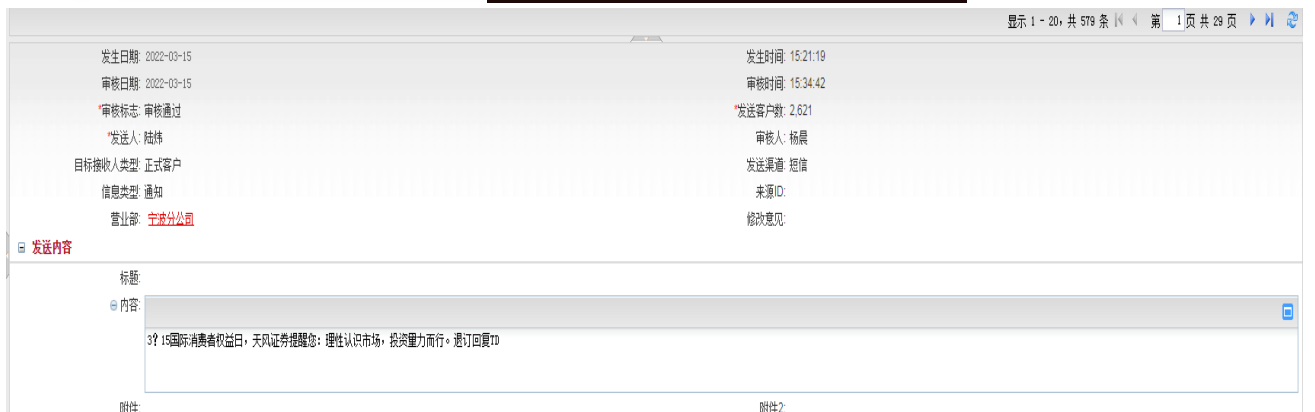 显示 1 - 20，共 579 条 第 1 页 共 29 页
发生日期: 2022-03-15 发生时间: 15:21:19
审核日期: 2022-03-15 审核时间: 15:34:42
*审核标志: 审核通过 *发送客户数: 2,621
*发送人: 陆炜 审核人: 杨晨
目标接收人类型: 正式客户 发送渠道: 短信
信息类型: 通知 来源ID:
营业部: 宁波分公司 修改意见:
发送内容
标题:
内容:
3? 15国际消费者权益日，天风证券提醒您：理性认识市场，投资量力而行。退订回复TD
附件: 附件2: